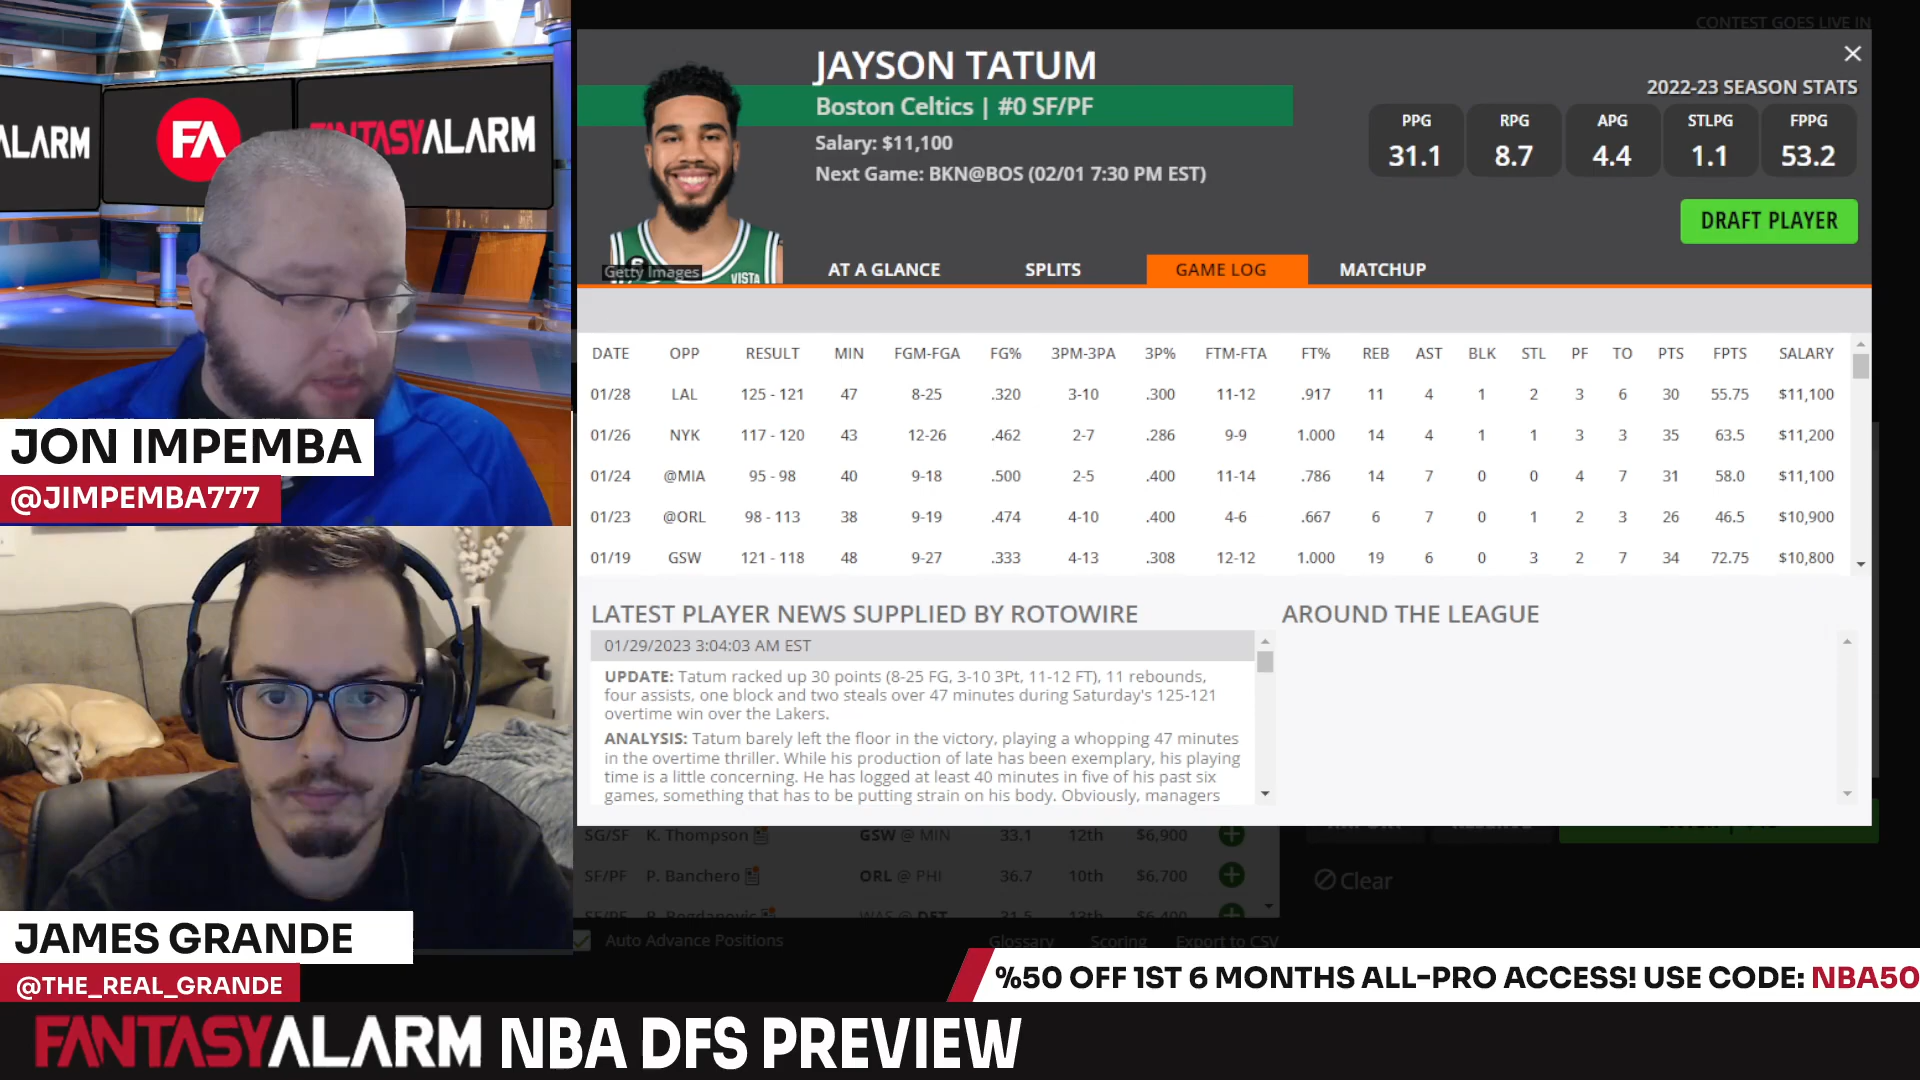 CONTEST GOES LIVE IN
JAYSON TATUM
Boston Celtics | #0 SF/PF
Salary: $11,100
Next Game: BKN@BOS (02/01 7:30 PM EST)
2022-23 SEASON STATS
PPG RPG APG STLPG FPPG
31.1 8.7 4.4 1.1 53.2
DRAFT PLAYER
Getty Images
VISTA
AT A GLANCE SPLITS GAME LOG MATCHUP
DATE OPP RESULT MIN FGM-FGA FG% 3PM-3PA 3P% FTM-FTA FT% REB AST BLK STL PF TO PTS FPTS SALARY
01/28 LAL 125 - 121 47 8-25 .320 3-10 .300 11-12 .917 11 4 1 2 3 6 30 55.75 $11,100
01/26 NYK 117 - 120 43 12-26 .462 2-7 .286 9-9 1.000 14 4 1 1 3 3 35 63.5 $11,200
01/24 @MIA 95 - 98 40 9-18 .500 2-5 .400 11-14 .786 14 7 0 0 4 7 31 58.0 $11,100
01/23 @ORL 98 - 113 38 9-19 .474 4-10 .400 4-6 .667 6 7 0 1 2 3 26 46.5 $10,900
01/19 GSW 121 - 118 48 9-27 .333 4-13 .308 12-12 1.000 19 6 0 3 2 7 34 72.75 $10,800
LATEST PLAYER NEWS SUPPLIED BY ROTOWIRE
01/29/2023 3:04:03 AM EST
UPDATE: Tatum racked up 30 points (8-25 FG, 3-10 3Pt, 11-12 FT), 11 rebounds,
four assists, one block and two steals over 47 minutes during Saturday's 125-121
overtime win over the Lakers.
ANALYSIS: Tatum barely left the floor in the victory, playing a whopping 47 minutes
in the overtime thriller. While his production of late has been exemplary, his playing
time is a little concerning. He has logged at least 40 minutes in five of his past six
games, something that has to be putting strain on his body. Obviously, managers
AROUND THE LEAGUE
SG/SF K. Thompson GSW @ MIN 33.1 12th $6,900
SF/PF P. Banchero ORL @ PHI 36.7 10th $6,700
Clear
Auto Advance Positions
Glossary Scoring Export to CSV
ALARM
FA
FANTASYALARM
JON IMPEMBA
@JIMPEMBA777
JAMES GRANDE
@THE_REAL_GRANDE
%50 OFF 1ST 6 MONTHS ALL-PRO ACCESS! USE CODE: NBA50
FANTASYALARM NBA DFS PREVIEW